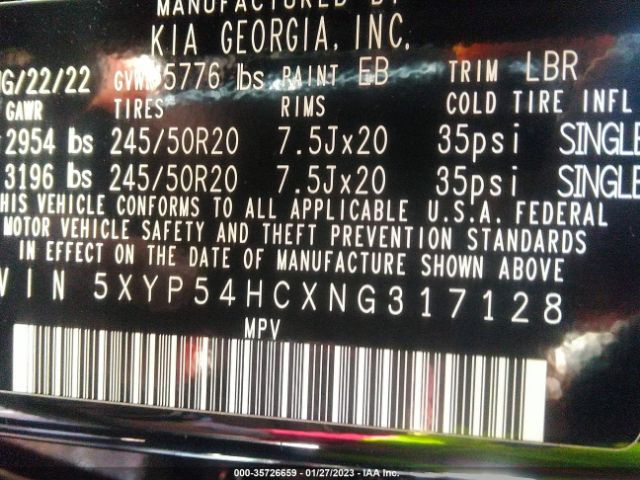 MANUFACTURED BY
KIA GEORGIA, INC.
/22/22 GVWR 5776 lbs PAINT EB TRIM LBR
GAWR TIRES RIMS COLD TIRE INFL
2954 lbs 245/50R20 7.5Jx20 35psi SINGLE
3196 lbs 245/50R20 7.5Jx20 35psi SINGLE
THIS VEHICLE CONFORMS TO ALL APPLICABLE U.S.A. FEDERAL
MOTOR VEHICLE SAFETY AND THEFT PREVENTION STANDARDS
IN EFFECT ON THE DATE OF MANUFACTURE SHOWN ABOVE
VIN 5XYP54HCXNG317128
MPV
000-35726659 - 01/27/2023 - IAA Inc.